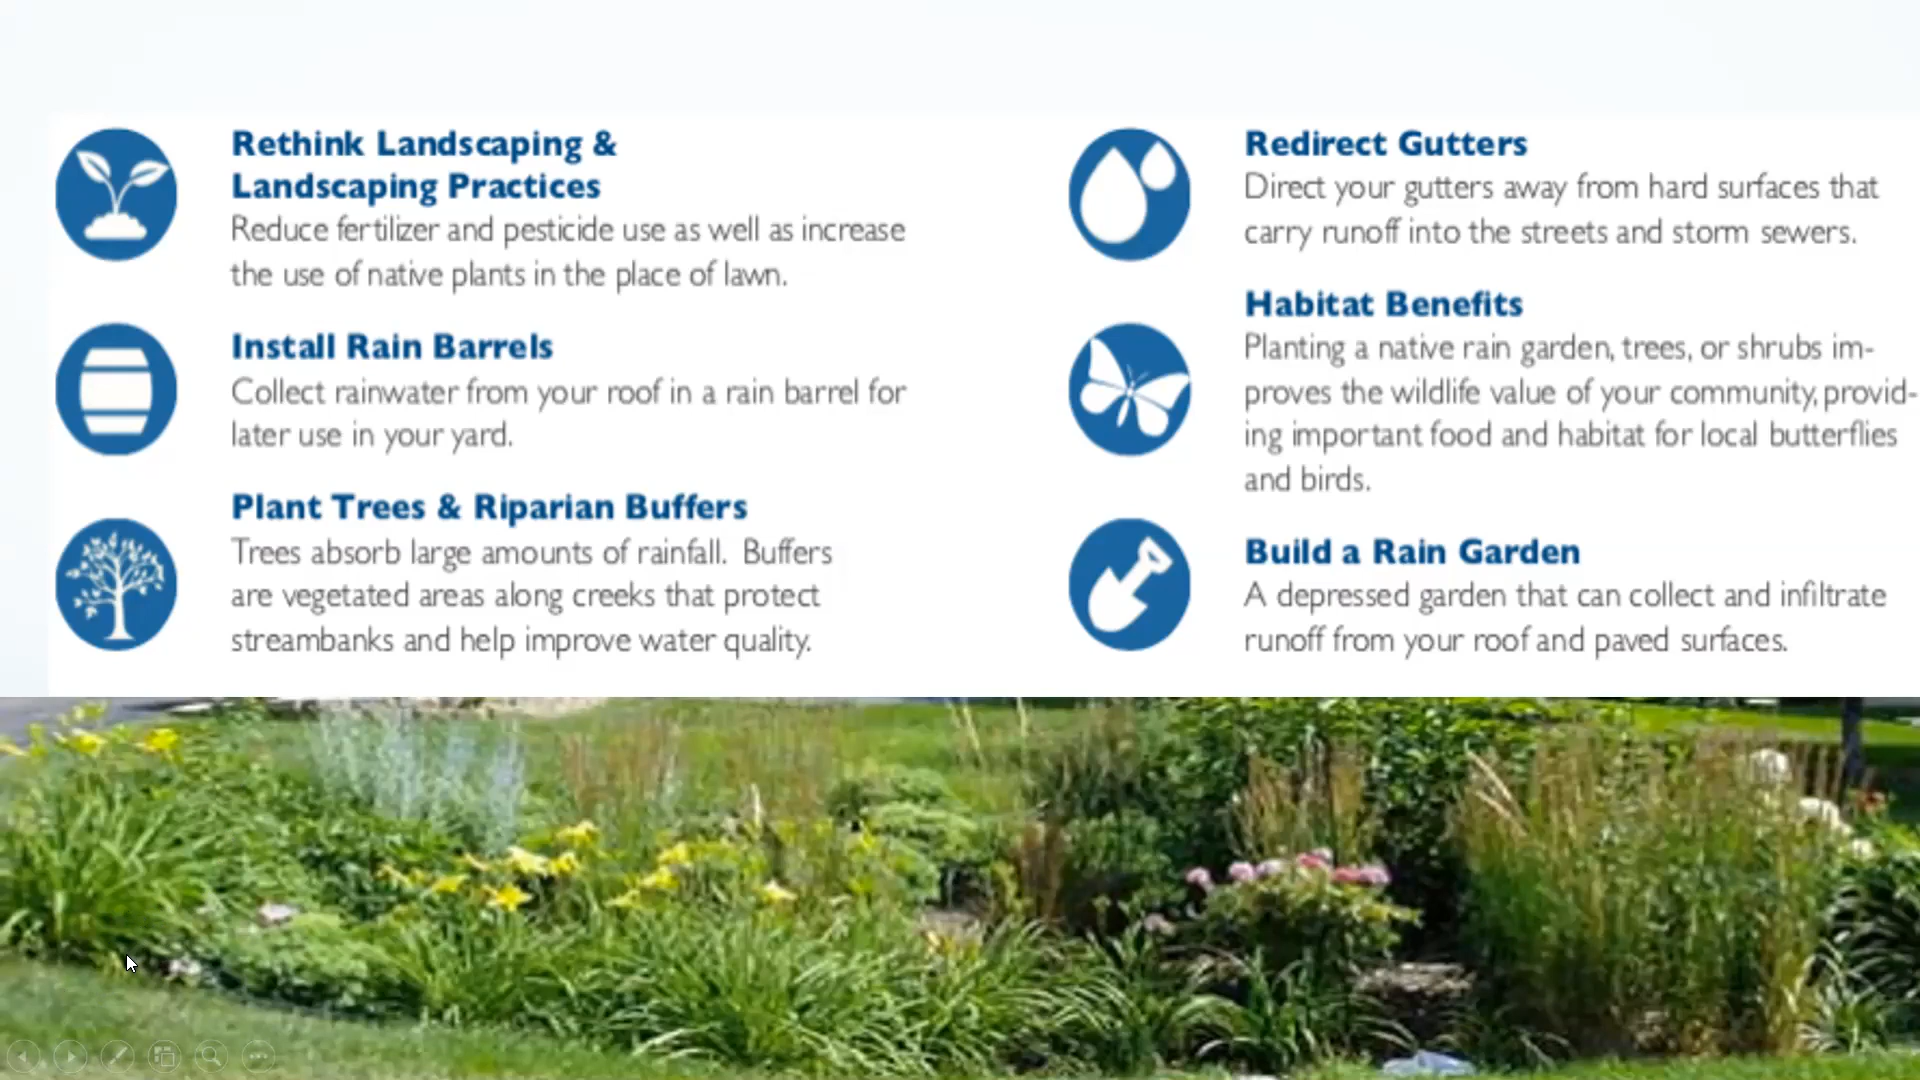 Rethink Landscaping &
Landscaping Practices
Reduce fertilizer and pesticide use as well as increase
the use of native plants in the place of lawn.
Install Rain Barrels
Collect rainwater from your roof in a rain barrel for
later use in your yard.
Plant Trees & Riparian Buffers
Trees absorb large amounts of rainfall. Buffers
are vegetated areas along creeks that protect
streambanks and help improve water quality.
Redirect Gutters
Direct your gutters away from hard surfaces that
carry runoff into the streets and storm sewers.
Habitat Benefits
Planting a native rain garden, trees, or shrubs im-
proves the wildlife value of your community, provid-
ing important food and habitat for local butterflies
and birds.
Build a Rain Garden
A depressed garden that can collect and infiltrate
runoff from your roof and paved surfaces.